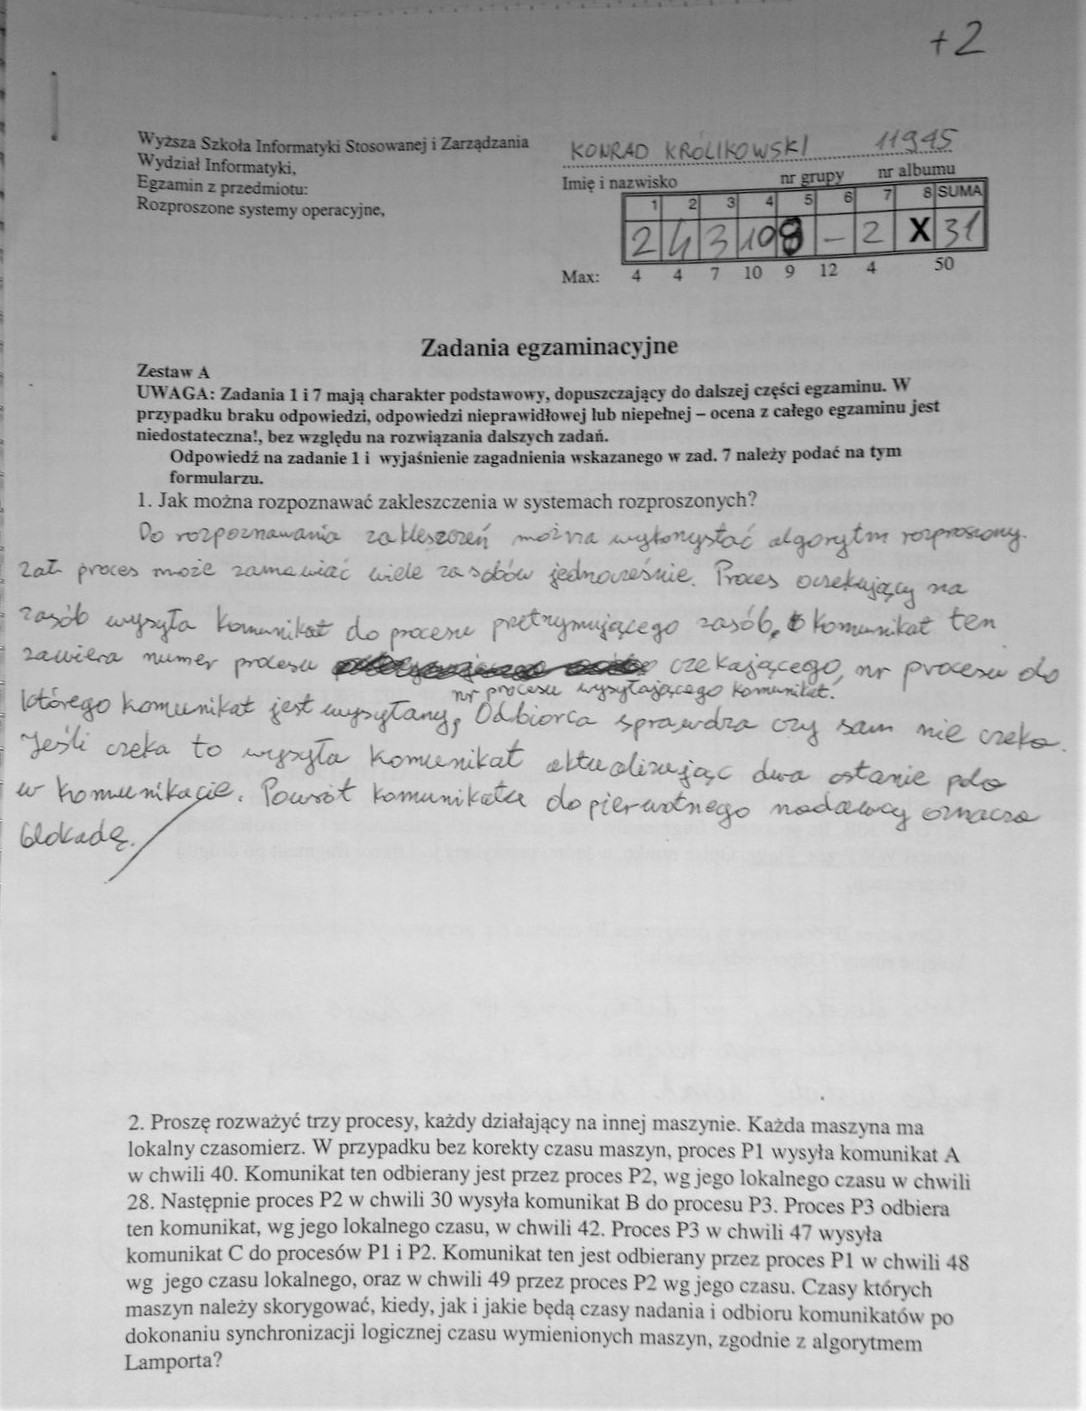 +2
Wyższa Szkoła Informatyki Stosowanej i Zarządzania
Wydział Informatyki,
Egzamin z przedmiotu:
Rozproszone systemy operacyjne,
KONRAD KRÓLIKOWSKI 11945
Imię i nazwisko nr grupy nr albumu
1 2 3 4 5 6 7 8 SUMA
2 4 3 10 8 – 2 X 31
Max: 4 4 7 10 9 12 4 50
Zadania egzaminacyjne
Zestaw A
UWAGA: Zadania 1 i 7 mają charakter podstawowy, dopuszczający do dalszej części egzaminu. W
przypadku braku odpowiedzi, odpowiedzi nieprawidłowej lub niepełnej – ocena z całego egzaminu jest
niedostateczna!, bez względu na rozwiązania dalszych zadań.
Odpowiedź na zadanie 1 i wyjaśnienie zagadnienia wskazanego w zad. 7 należy podać na tym
formularzu.
1. Jak można rozpoznawać zakleszczenia w systemach rozproszonych?
Do rozpoznawania zakleszczeń można wykorzystać algorytm rozproszony.
Zał. proces może zamawiać wiele zasobów jednocześnie. Proces oczekujący na
zasób wysyła komunikat do procesu przetrzymującego zasób, komunikat ten
zawiera numer procesu czekającego, nr procesu do
którego komunikat jest wysyłany, nr procesu wysyłającego komunikat. Odbiorca sprawdza czy sam nie czeka.
Jeśli czeka to wysyła komunikat aktualizując dwa ostanie pola
w komunikacie. Powrót komunikatu do pierwotnego nadawcy oznacza
blokadę.
2. Proszę rozważyć trzy procesy, każdy działający na innej maszynie. Każda maszyna ma
lokalny czasomierz. W przypadku bez korekty czasu maszyn, proces P1 wysyła komunikat A
w chwili 40. Komunikat ten odbierany jest przez proces P2, wg jego lokalnego czasu w chwili
28. Następnie proces P2 w chwili 30 wysyła komunikat B do procesu P3. Proces P3 odbiera
ten komunikat, wg jego lokalnego czasu, w chwili 42. Proces P3 w chwili 47 wysyła
komunikat C do procesów P1 i P2. Komunikat ten jest odbierany przez proces P1 w chwili 48
wg jego czasu lokalnego, oraz w chwili 49 przez proces P2 wg jego czasu. Czasy których
maszyn należy skorygować, kiedy, jak i jakie będą czasy nadania i odbioru komunikatów po
dokonaniu synchronizacji logicznej czasu wymienionych maszyn, zgodnie z algorytmem
Lamporta?